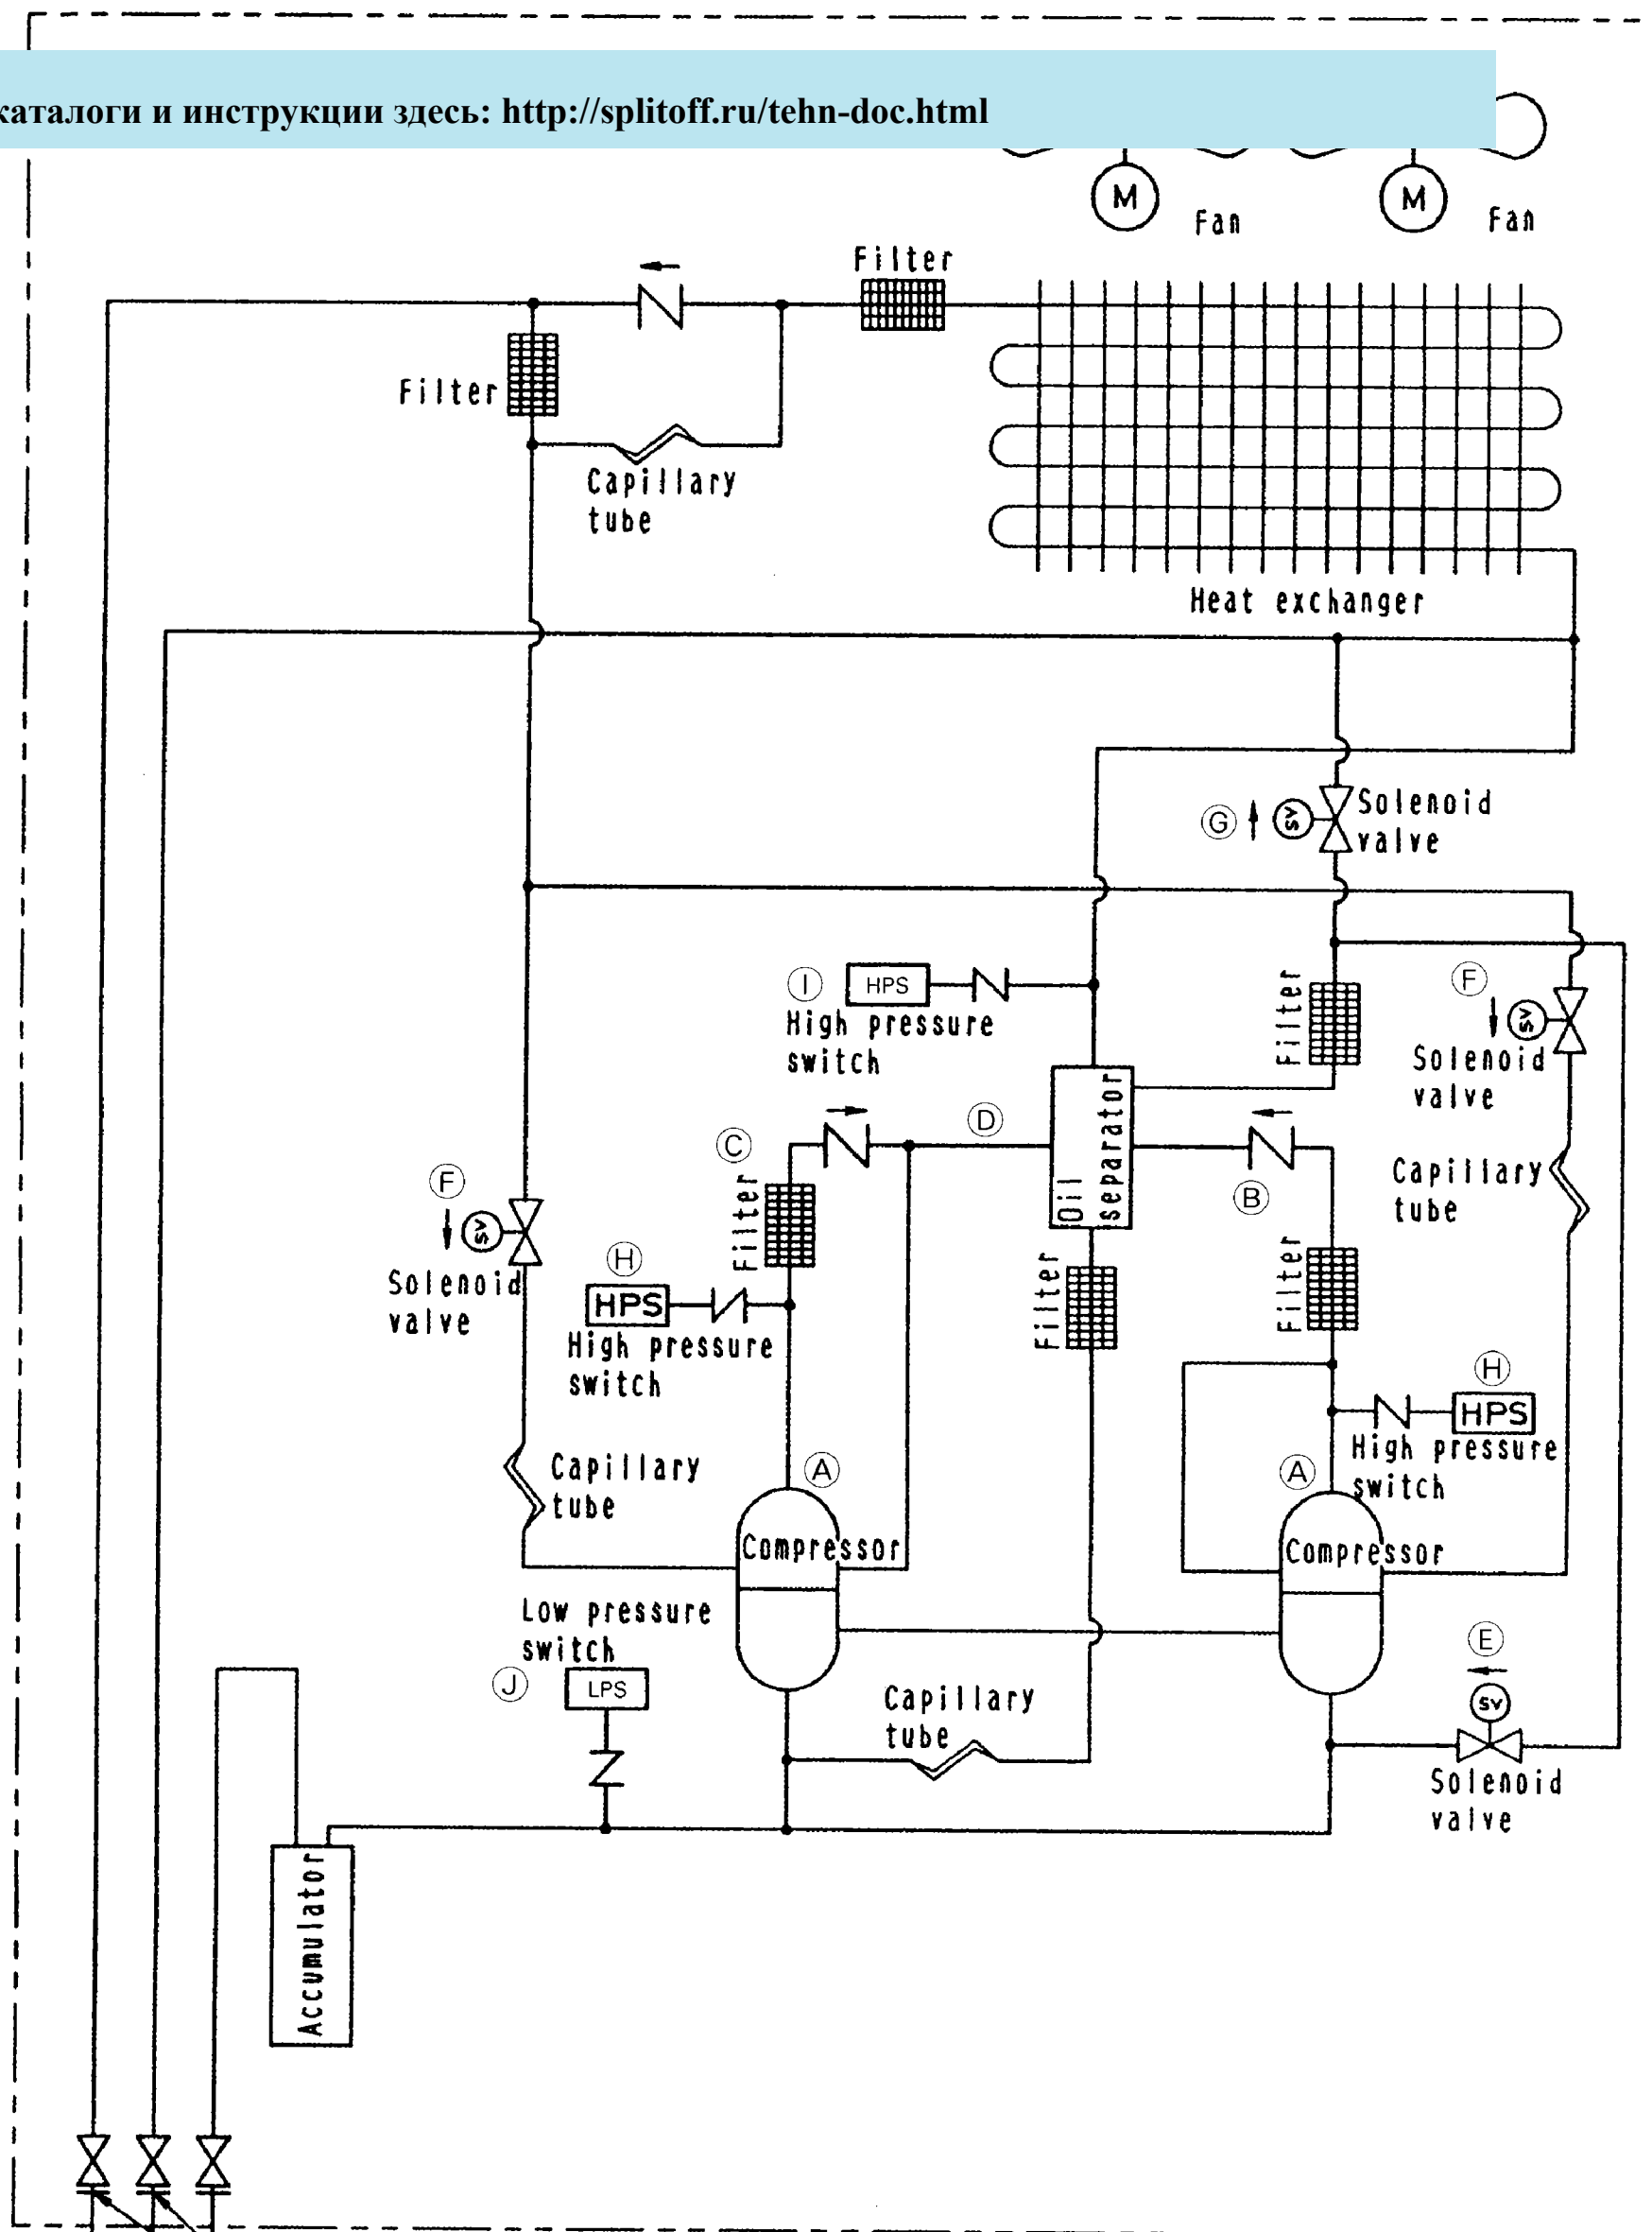 каталоги и инструкции здесь: http://splitoff.ru/tehn-doc.html
M
Fan
M
Fan
Filter
Filter
Capillary
tube
Heat exchanger
G
SV
Solenoid
valve
I
HPS
High pressure
switch
Filter
F
SV
Solenoid
valve
C
D
Oil
separator
B
Capillary
tube
F
SV
Solenoid
valve
Filter
H
HPS
High pressure
switch
Filter
Filter
H
HPS
High pressure
switch
Capillary
tube
A
Compressor
A
Compressor
Low pressure
switch
J
LPS
Capillary
tube
E
SV
Solenoid
valve
Accumulator